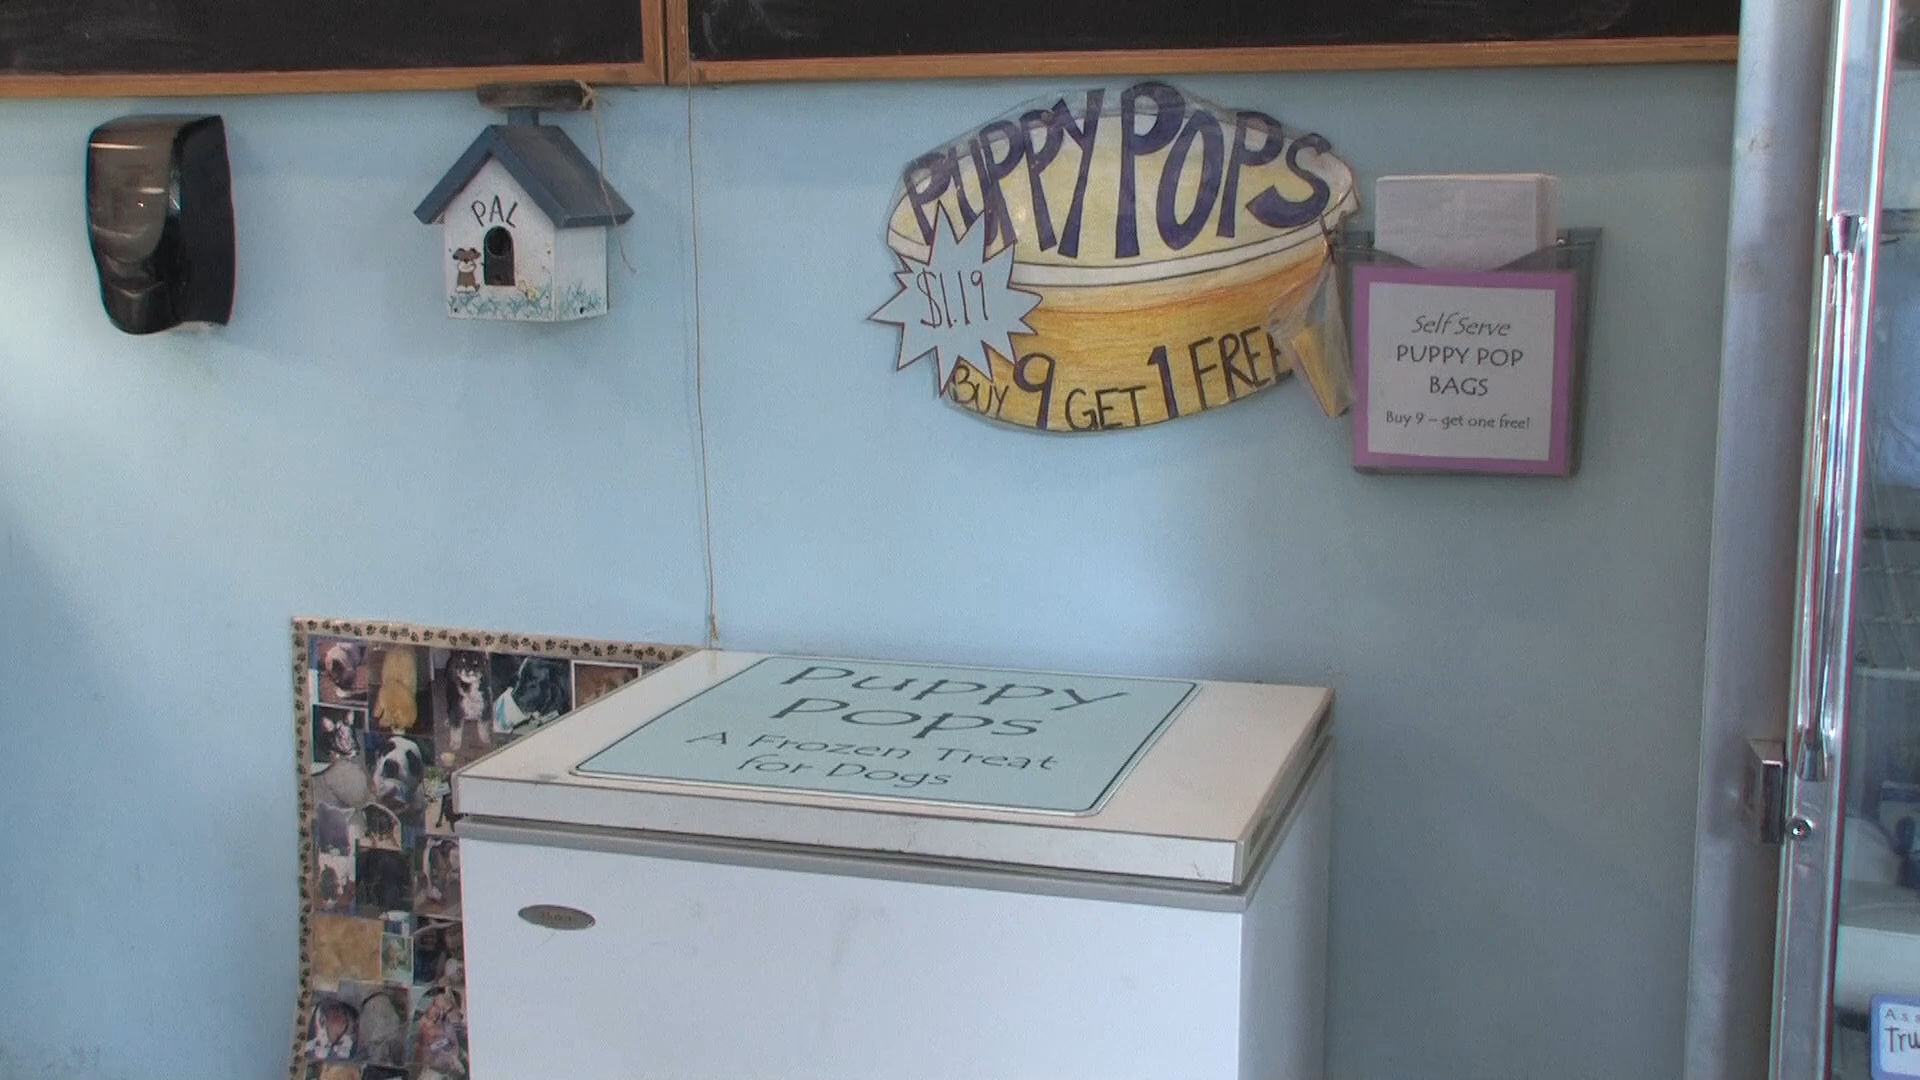 PAL
PUPPY POPS
$1.19
BUY 9 GET 1 FREE
Self Serve
PUPPY POP
BAGS
Buy 9 – get one free!
Puppy
Pops
A Frozen Treat
for Dogs